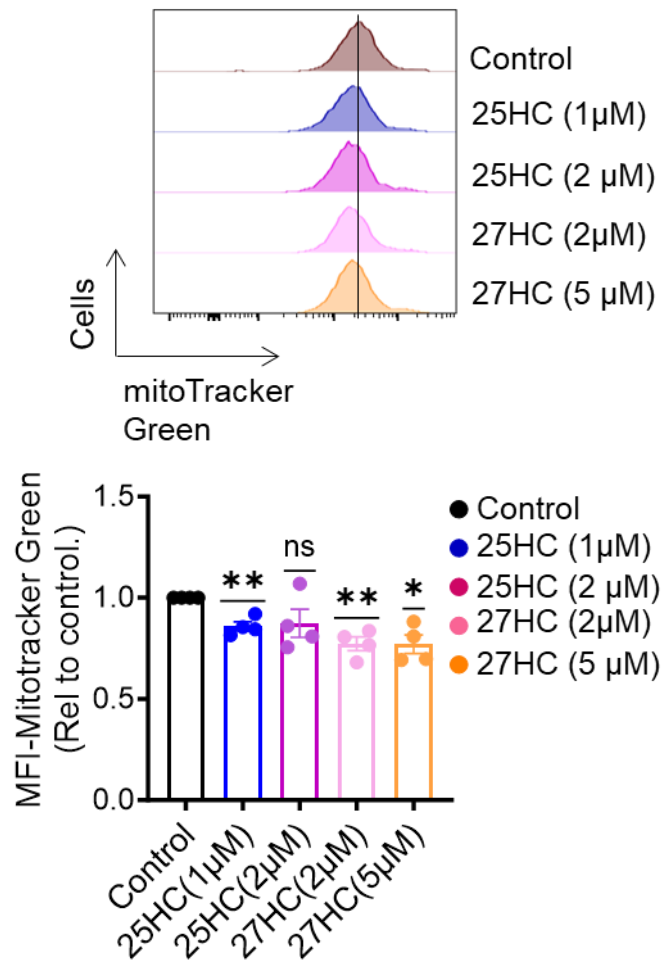 Control
25HC (1µM)
25HC (2 µM)
27HC (2µM)
27HC (5 µM)
Cells
mitoTracker
Green
MFI-Mitotracker Green
(Rel to control.)
1.5
1.0
0.5
0.0
**
ns
**
*
Control
25HC (1µM)
25HC (2 µM)
27HC (2µM)
27HC (5 µM)
Control
25HC(1µM)
25HC(2µM)
27HC(2µM)
27HC(5µM)